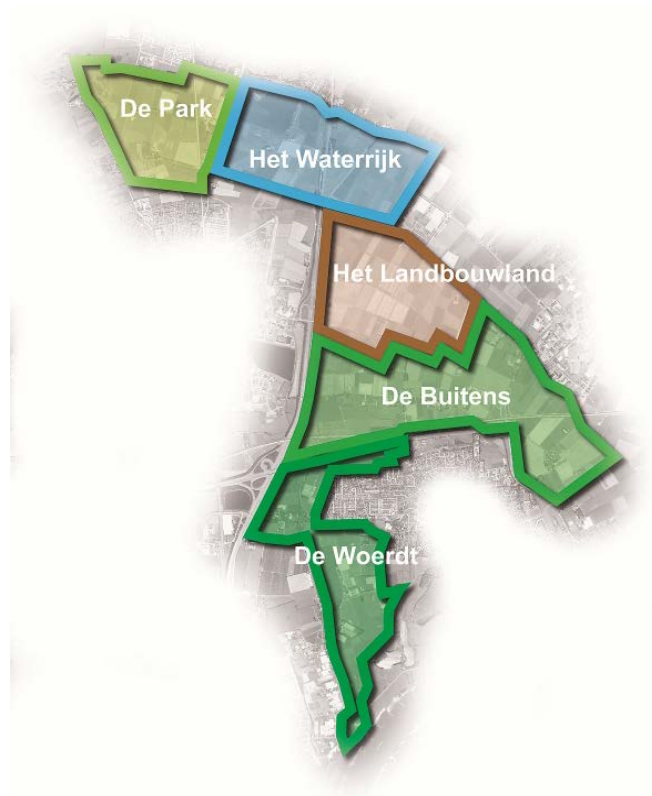 De Park
Het Waterrijk
Het Landbouwland
De Buitens
De Woerdt